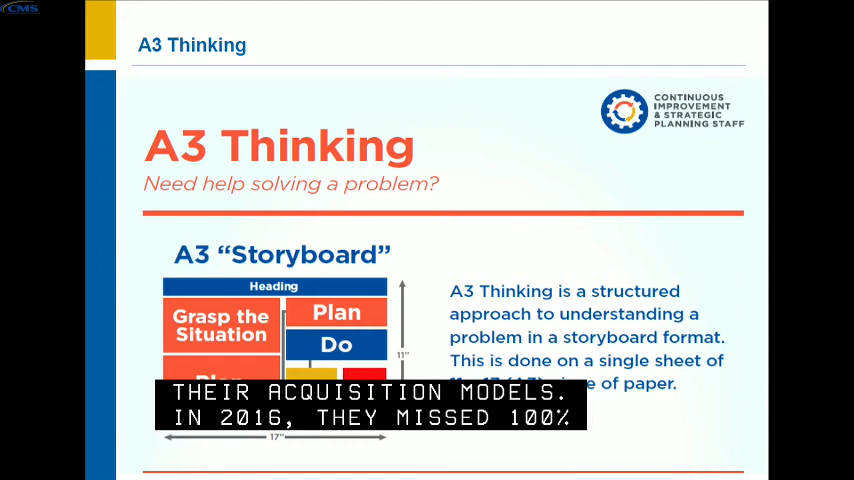 CMS
A3 Thinking
CONTINUOUS
IMPROVEMENT
& STRATEGIC
PLANNING STAFF
A3 Thinking
Need help solving a problem?
A3 “Storyboard”
Heading
Grasp the
Situation
Plan
Do
11"
17"
A3 Thinking is a structured
approach to understanding a
problem in a storyboard format.
This is done on a single sheet of
of paper.
THEIR ACQUISITION MODELS.
IN 2016, THEY MISSED 100%